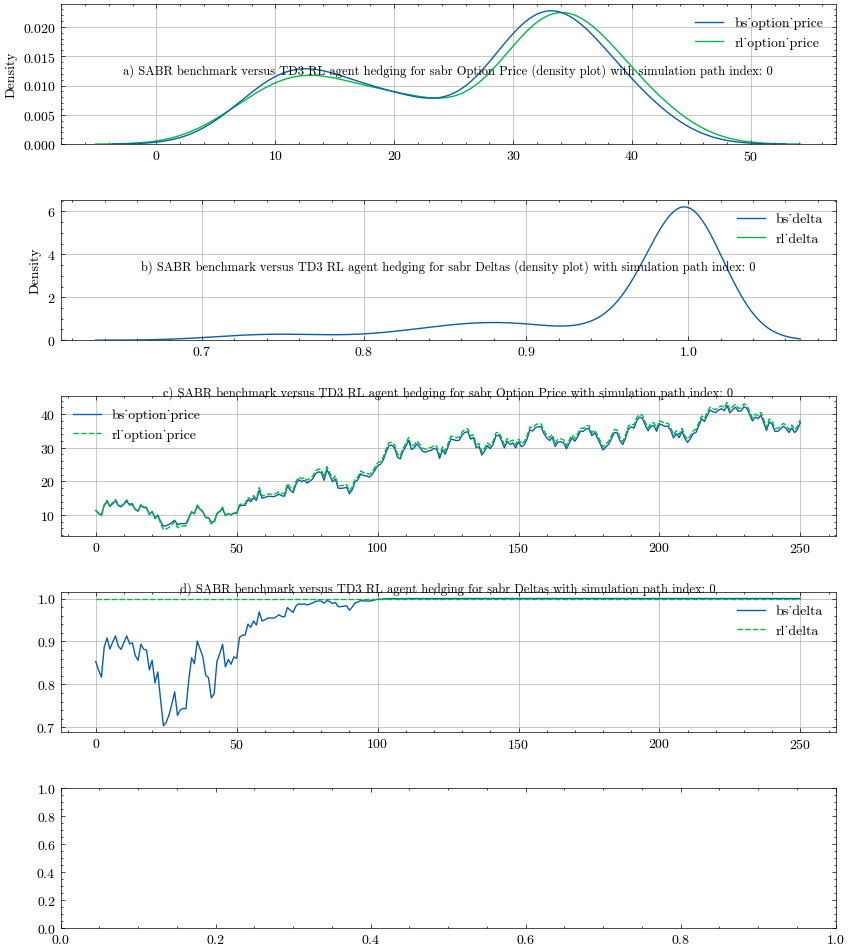 bs˙option˙price
rl˙option˙price
Density
0.020
0.015
0.010
0.005
0.000
a) SABR benchmark versus TD3 RL agent hedging for sabr Option Price (density plot) with simulation path index: 0
0 10 20 30 40 50
bs˙delta
rl˙delta
Density
6
4
2
0
b) SABR benchmark versus TD3 RL agent hedging for sabr Deltas (density plot) with simulation path index: 0
0.7 0.8 0.9 1.0
c) SABR benchmark versus TD3 RL agent hedging for sabr Option Price with simulation path index: 0
bs˙option˙price
rl˙option˙price
40
30
20
10
0 50 100 150 200 250
d) SABR benchmark versus TD3 RL agent hedging for sabr Deltas with simulation path index: 0
bs˙delta
rl˙delta
1.0
0.9
0.8
0.7
0 50 100 150 200 250
1.0
0.8
0.6
0.4
0.2
0.0
0.0 0.2 0.4 0.6 0.8 1.0